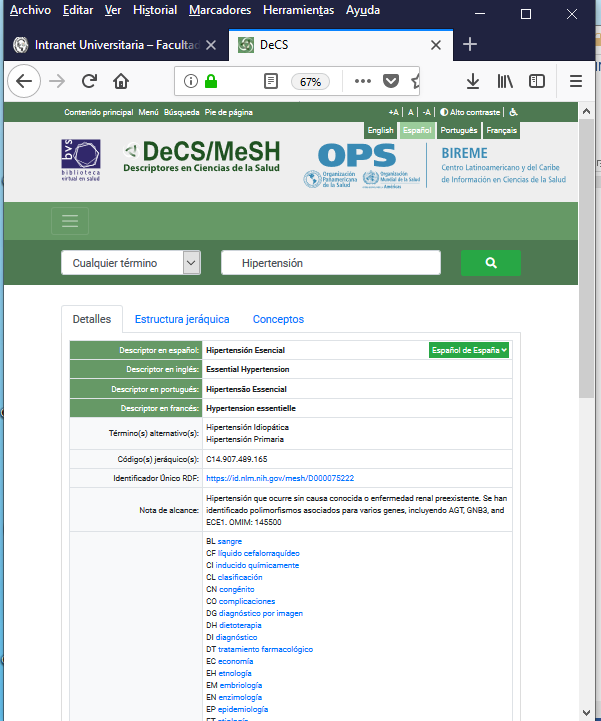 Archivo Editar Ver Historial Marcadores Herramientas Ayuda
Intranet Universitaria – Facultad
DeCS
67%
Contenido principal Menú Búsqueda Pie de página
+A | A | -A | Alto contraste |
English Español Português Français
bvs
biblioteca
virtual en salud
DeCS/MeSH
Descriptores en Ciencias de la Salud
OPS
Organización
Panamericana
de la Salud
Organización
Mundial de la Salud
Américas
BIREME
Centro Latinoamericano y del Caribe
de Información en Ciencias de la Salud
Cualquier término
Hipertensión
Detalles Estructura jeráquica Conceptos
Descriptor en español: Hipertensión Esencial
Español de España
Descriptor en inglés: Essential Hypertension
Descriptor en portugués: Hipertensão Essencial
Descriptor en francés: Hypertension essentielle
Término(s) alternativo(s): Hipertensión Idiopática
Hipertensión Primaria
Código(s) jeráquico(s): C14.907.489.165
Identificador Único RDF: https://id.nlm.nih.gov/mesh/D000075222
Nota de alcance: Hipertensión que ocurre sin causa conocida o enfermedad renal preexistente. Se han
identificado polimorfismos asociados para varios genes, incluyendo AGT, GNB3, and
ECE1. OMIM: 145500
BL sangre
CF líquido cefalorraquídeo
CI inducido químicamente
CL clasificación
CN congénito
CO complicaciones
DG diagnóstico por imagen
DH dietoterapia
DI diagnóstico
DT tratamiento farmacológico
EC economía
EH etnología
EM embriología
EN enzimología
EP epidemiología